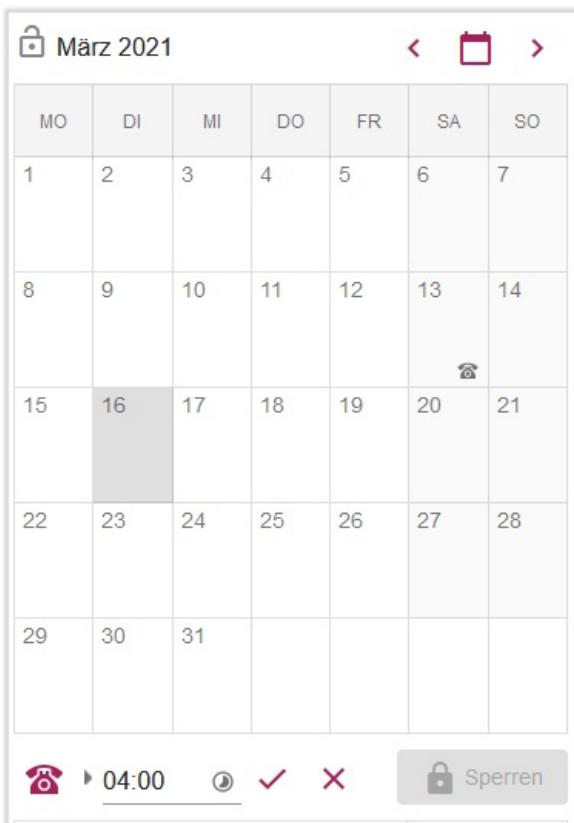 März 2021
MO DI MI DO FR SA SO
1 2 3 4 5 6 7
8 9 10 11 12 13 14
15 16 17 18 19 20 21
22 23 24 25 26 27 28
29 30 31
04:00 Sperren